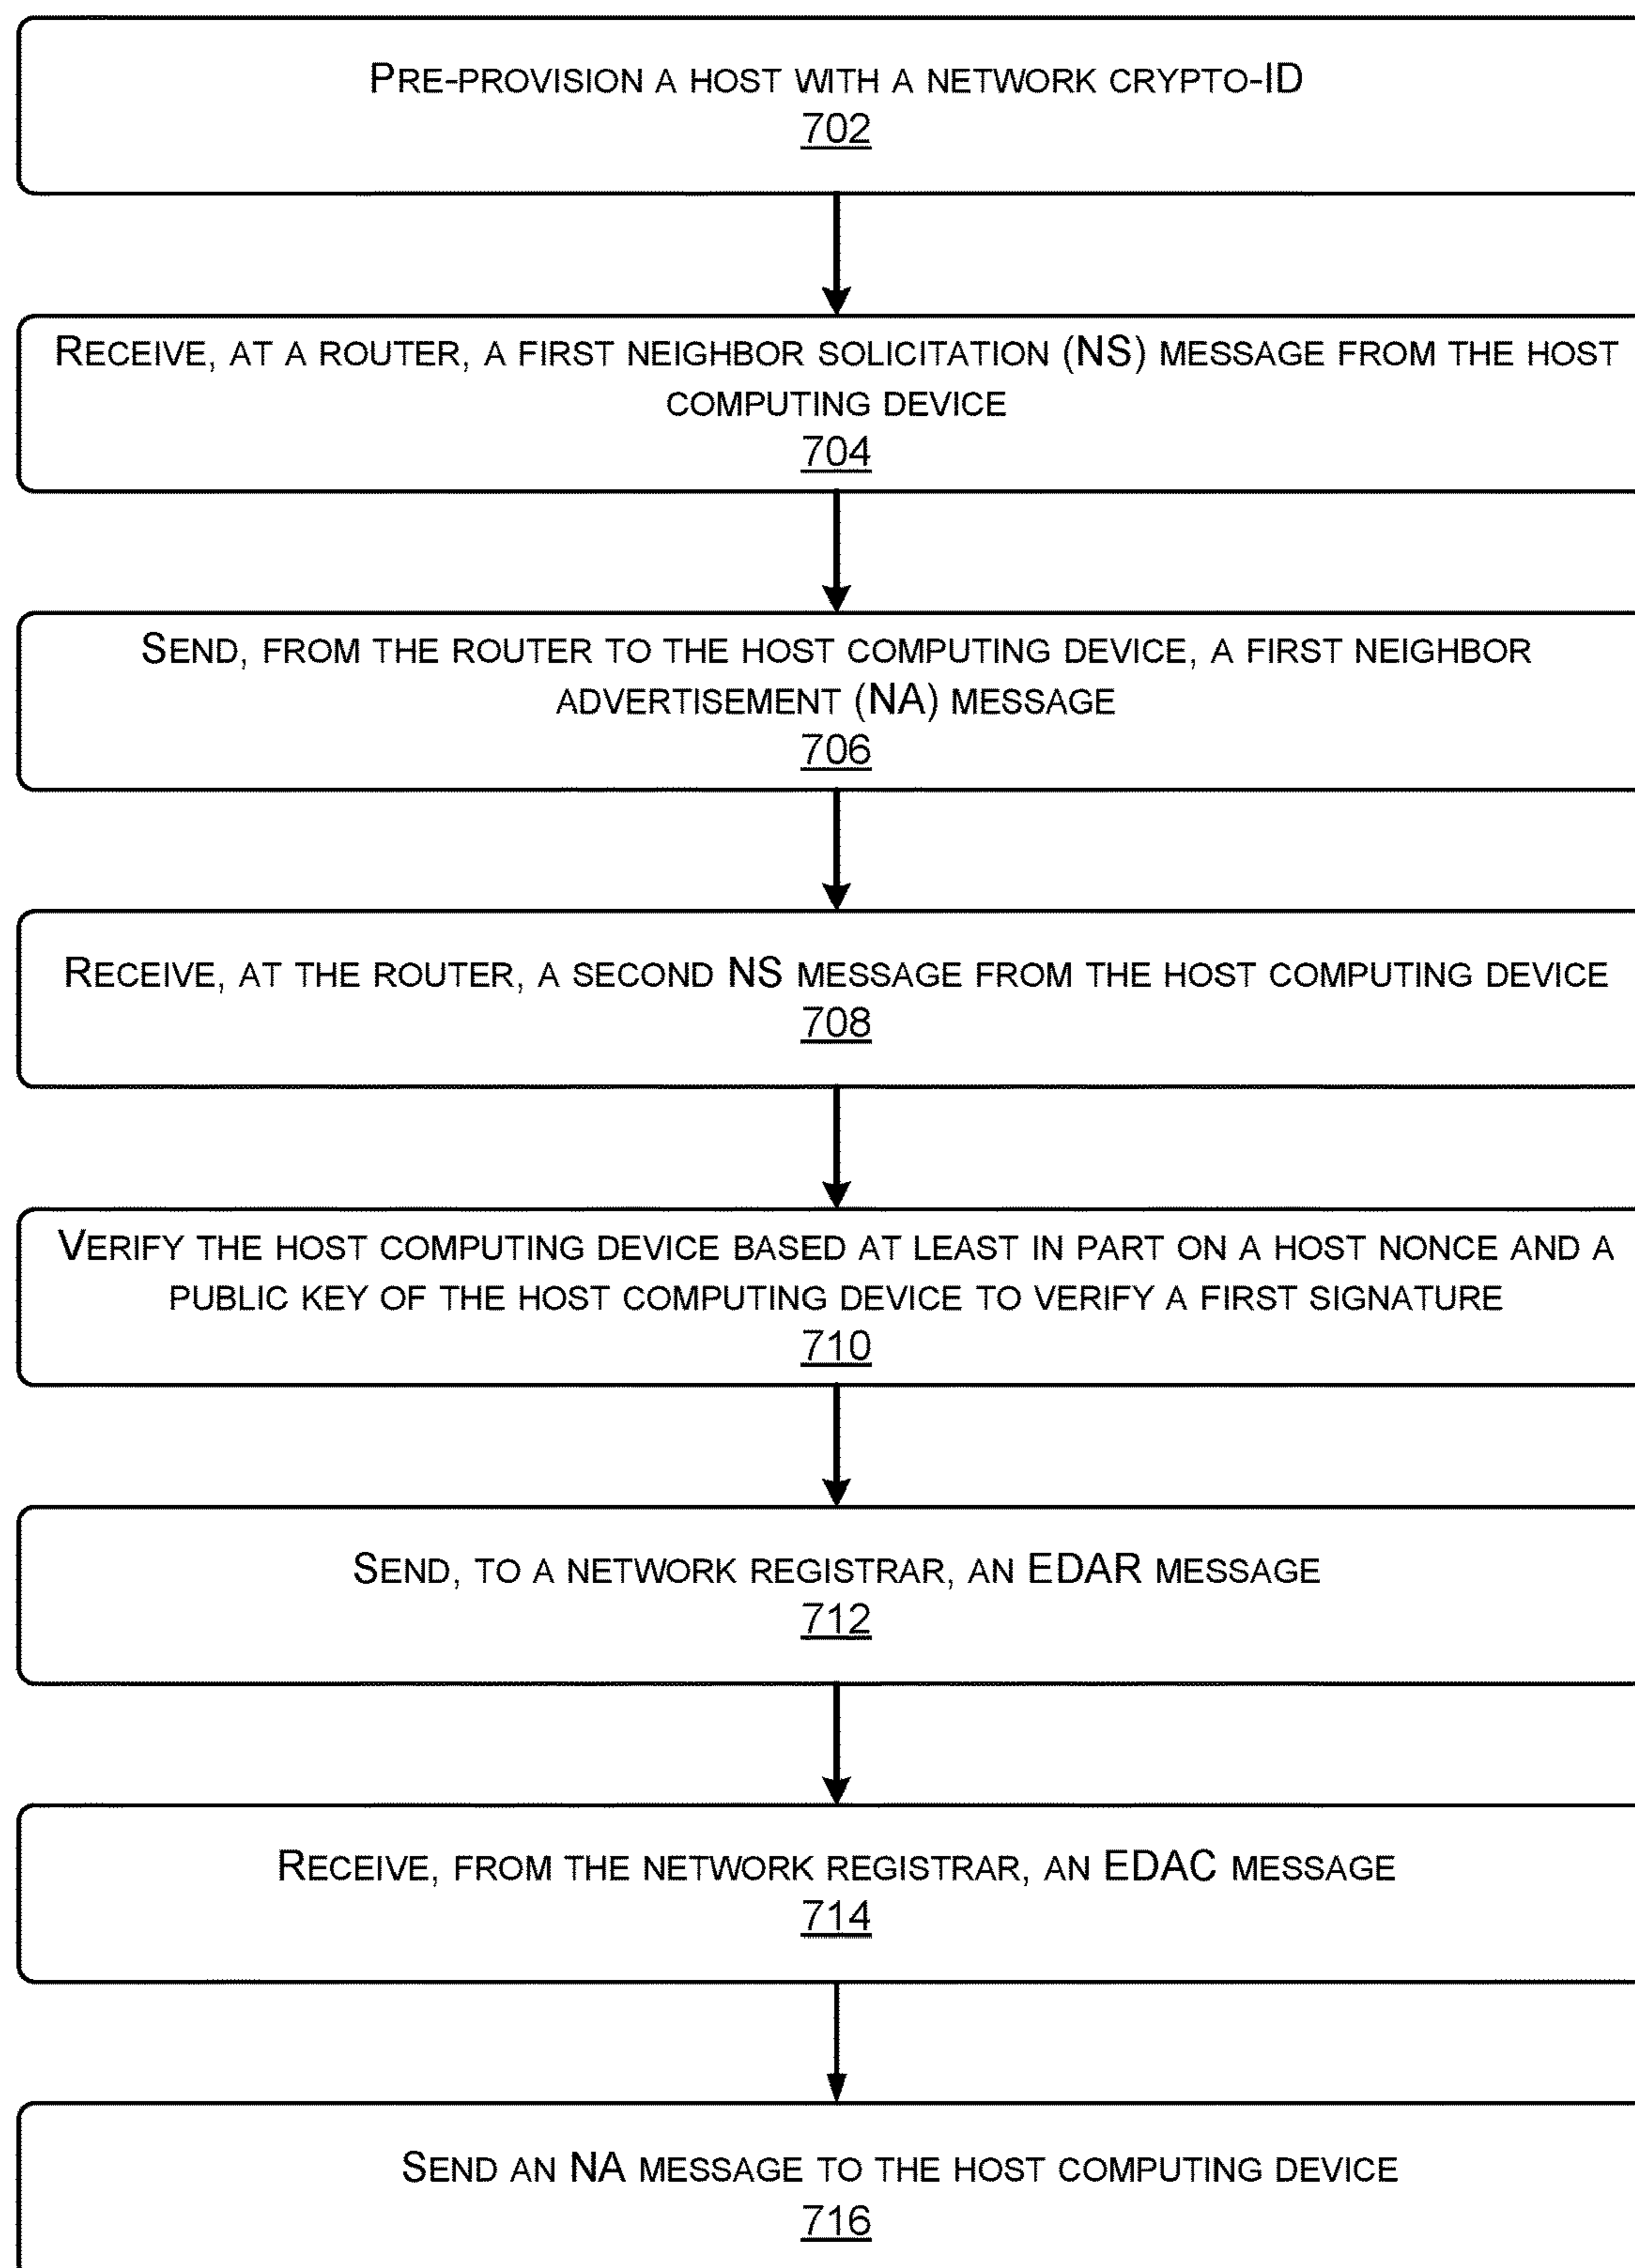 PRE-PROVISION A HOST WITH A NETWORK CRYPTO-ID
702
RECEIVE, AT A ROUTER, A FIRST NEIGHBOR SOLICITATION (NS) MESSAGE FROM THE HOST
COMPUTING DEVICE
704
SEND, FROM THE ROUTER TO THE HOST COMPUTING DEVICE, A FIRST NEIGHBOR
ADVERTISEMENT (NA) MESSAGE
706
RECEIVE, AT THE ROUTER, A SECOND NS MESSAGE FROM THE HOST COMPUTING DEVICE
708
VERIFY THE HOST COMPUTING DEVICE BASED AT LEAST IN PART ON A HOST NONCE AND A
PUBLIC KEY OF THE HOST COMPUTING DEVICE TO VERIFY A FIRST SIGNATURE
710
SEND, TO A NETWORK REGISTRAR, AN EDAR MESSAGE
712
RECEIVE, FROM THE NETWORK REGISTRAR, AN EDAC MESSAGE
714
SEND AN NA MESSAGE TO THE HOST COMPUTING DEVICE
716